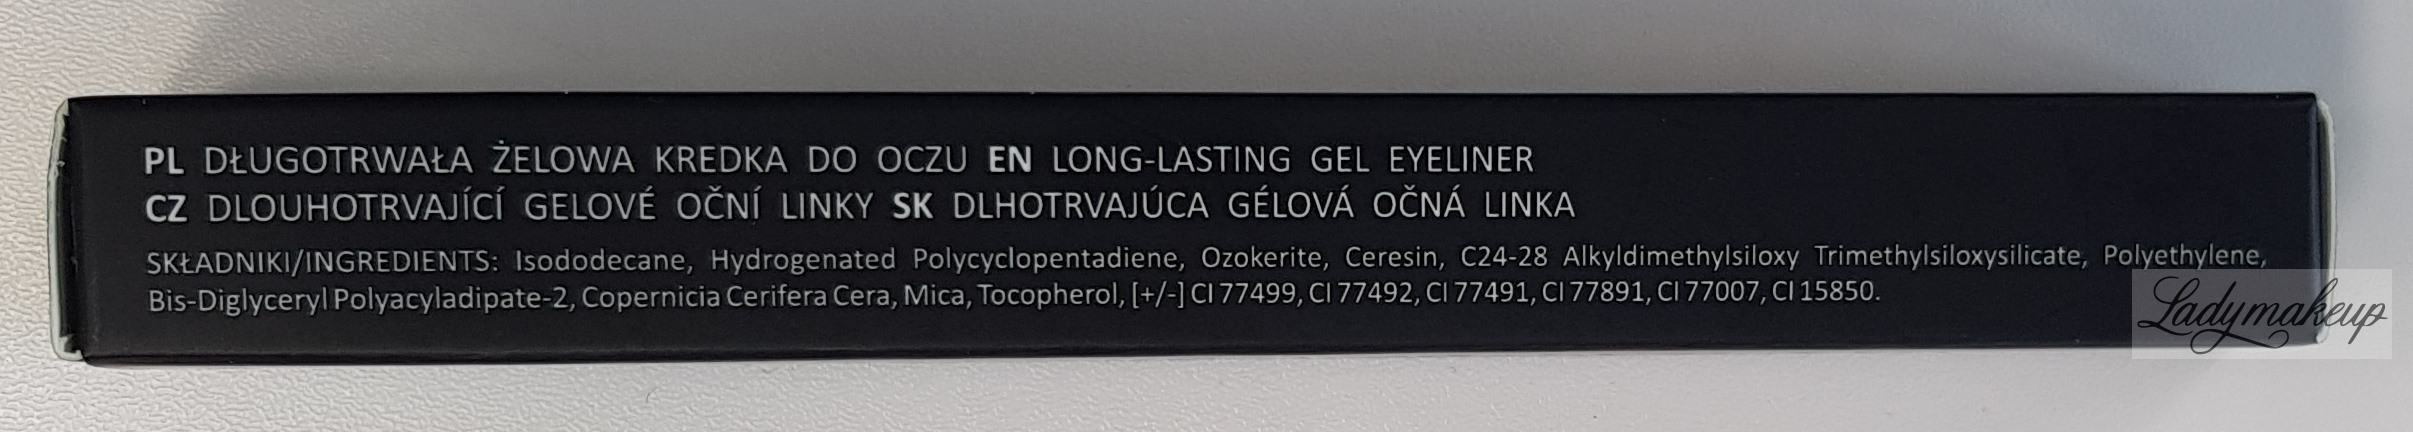 PL DŁUGOTRWAŁA ŻELOWA KREDKA DO OCZU EN LONG-LASTING GEL EYELINER
CZ DLOUHOTRVAJÍCÍ GELOVÉ OČNÍ LINKY SK DLHOTRVAJÚCA GÉLOVÁ OČNÁ LINKA
SKŁADNIKI/INGREDIENTS: Isododecane, Hydrogenated Polycyclopentadiene, Ozokerite, Ceresin, C24-28 Alkyldimethylsiloxy Trimethylsiloxysilicate, Polyethylene,
Bis-Diglyceryl Polyacyladipate-2, Copernicia Cerifera Cera, Mica, Tocopherol, [+/-] CI 77499, CI 77492, CI 77491, CI 77891, CI 77007, CI 15850.
Ladymakeup